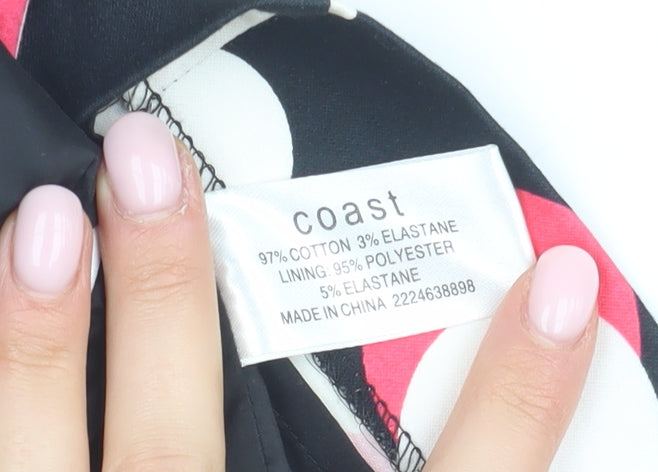 coast
97% COTTON 3% ELASTANE
LINING: 95% POLYESTER
5% ELASTANE
MADE IN CHINA 2224638898